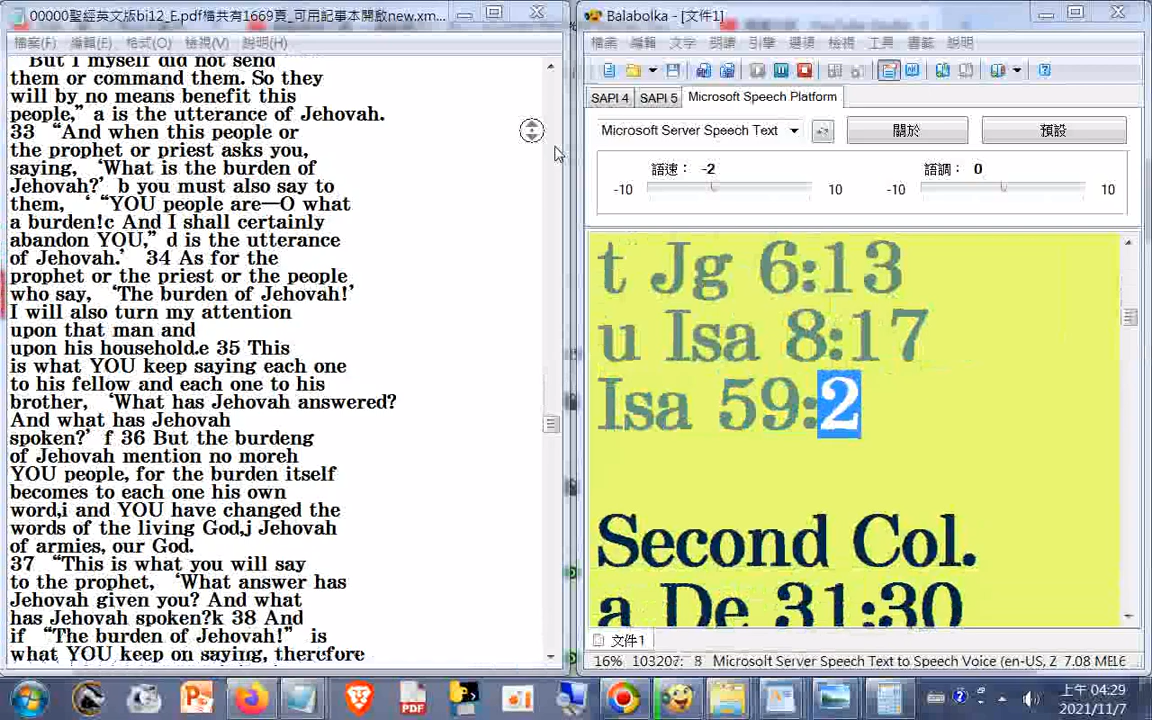 00000聖經英文版bi12_E.pdf檔共有1669頁_可用記事本開啟new.xm...
檔案(F) 編輯(E) 格式(O) 檢視(V) 說明(H)
But I myself did not send
them or command them. So they
will by no means benefit this
people,” a is the utterance of Jehovah.
33 “And when this people or
the prophet or priest asks you,
saying, ‘What is the burden of
Jehovah?’ b you must also say to
them, ‘ “YOU people are—O what
a burden!c And I shall certainly
abandon YOU,” d is the utterance
of Jehovah.’ 34 As for the
prophet or the priest or the people
who say, ‘The burden of Jehovah!’
I will also turn my attention
upon that man and
upon his household.e 35 This
is what YOU keep saying each one
to his fellow and each one to his
brother, ‘What has Jehovah answered?
And what has Jehovah
spoken?’ f 36 But the burdeng
of Jehovah mention no moreh
YOU people, for the burden itself
becomes to each one his own
word,i and YOU have changed the
words of the living God,j Jehovah
of armies, our God.
37 “This is what you will say
to the prophet, ‘What answer has
Jehovah given you? And what
has Jehovah spoken?k 38 And
if “The burden of Jehovah!” is
what YOU keep on saying, therefore
Balabolka - [文件1]
檔案 編輯 文字 朗讀 引擎 選項 檢視 工具 書籤 說明
SAPI 4 SAPI 5 Microsoft Speech Platform
Microsoft Server Speech Text 關於 預設
語速: -2 語調: 0
-10 10 -10 10
t Jg 6:13
u Isa 8:17
Isa 59:2
Second Col.
a De 31:30
文件1
16% 103207: 8 Microsoft Server Speech Text to Speech Voice (en-US, Z 7.08 МБ
上午 04:29
2021/11/7